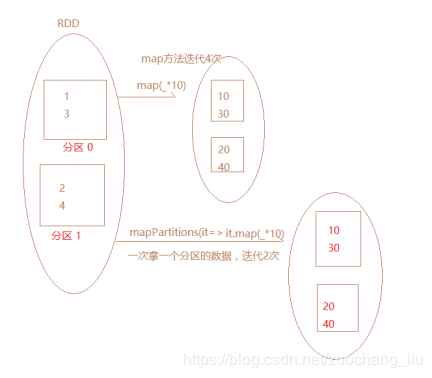 RDD
map方法迭代4次
map(_*10)
1
3
分区 0
10
30
20
40
2
4
分区 1
mapPartitions(it=> it.map(_*10)
一次拿一个分区的数据，迭代2次
10
30
20
40
https://blog.csdn.net/zuochang_liu